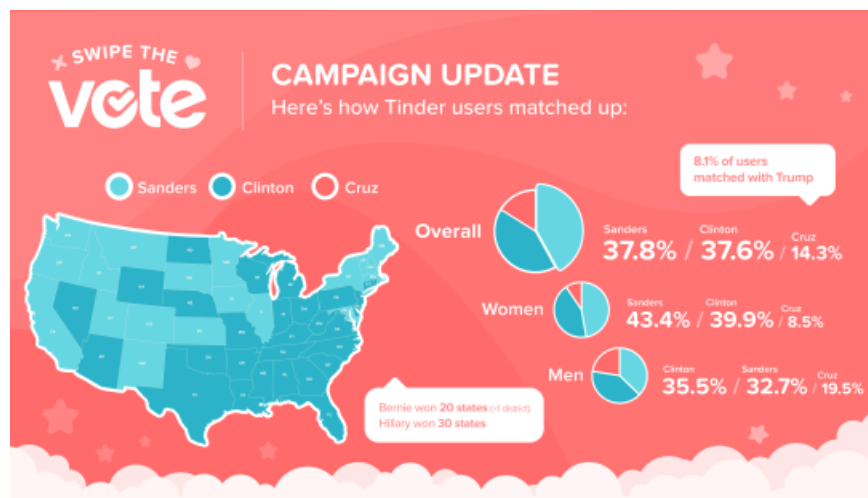 SWIPE THE
vote
CAMPAIGN UPDATE
Here's how Tinder users matched up:
8.1% of users
matched with Trump
Sanders Clinton Cruz
Overall
Sanders Clinton Cruz
37.8% / 37.6% / 14.3%
Women
Sanders Clinton Cruz
43.4% / 39.9% / 8.5%
Men
Clinton Sanders Cruz
35.5% / 32.7% / 19.5%
Bernie won 20 states (+1 district)
Hillary won 30 states